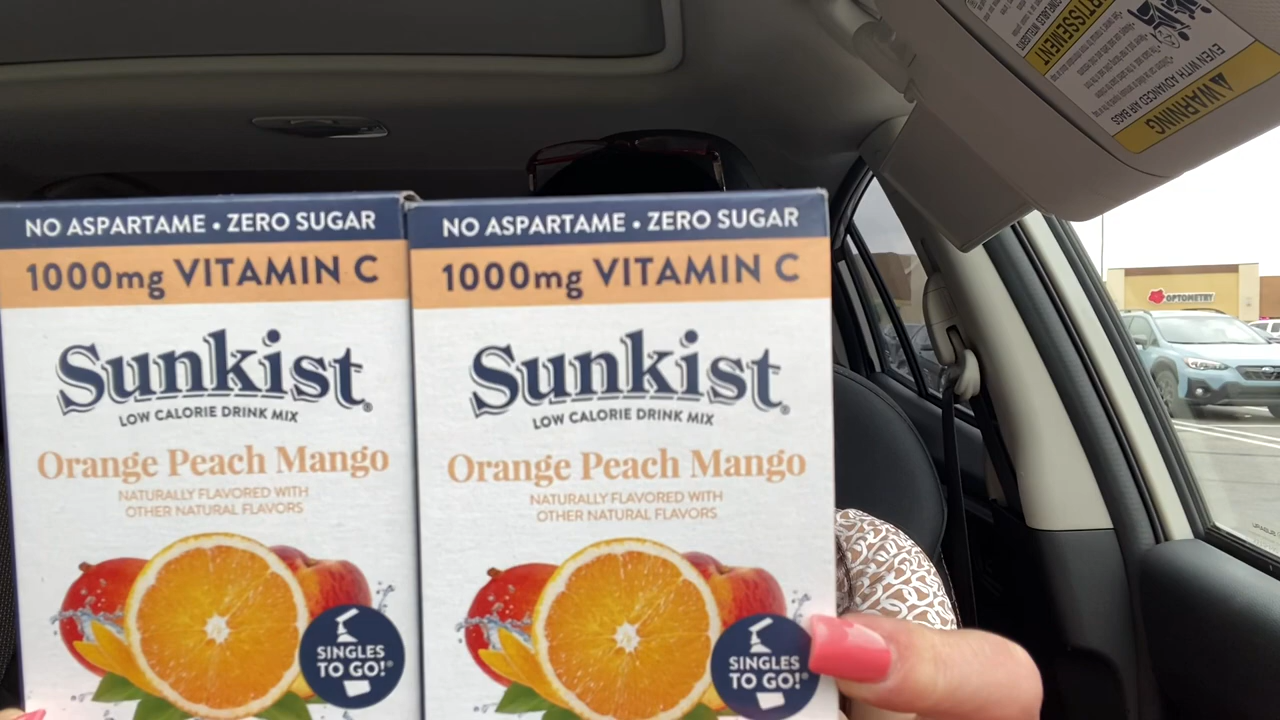 NO ASPARTAME • ZERO SUGAR
1000mg VITAMIN C
Sunkist®
LOW CALORIE DRINK MIX
Orange Peach Mango
NATURALLY FLAVORED WITH
OTHER NATURAL FLAVORS
SINGLES
TO GO!®
NO ASPARTAME • ZERO SUGAR
1000mg VITAMIN C
Sunkist®
LOW CALORIE DRINK MIX
Orange Peach Mango
NATURALLY FLAVORED WITH
OTHER NATURAL FLAVORS
SINGLES
TO GO!®
WARNING
EVEN WITH ADVANCED AIR BAGS
OPTOMETRY